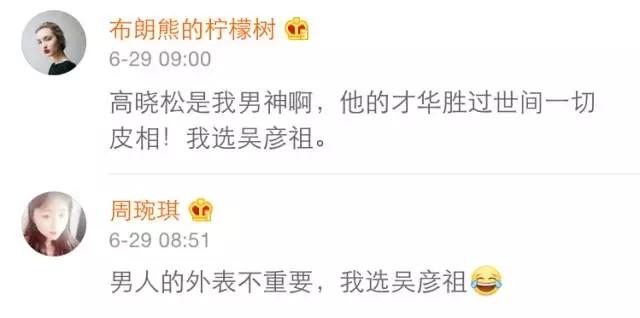 布朗熊的柠檬树
6-29 09:00
高晓松是我男神啊，他的才华胜过世间一切
皮相！我选吴彦祖。
周琬琪
6-29 08:51
男人的外表不重要，我选吴彦祖😂